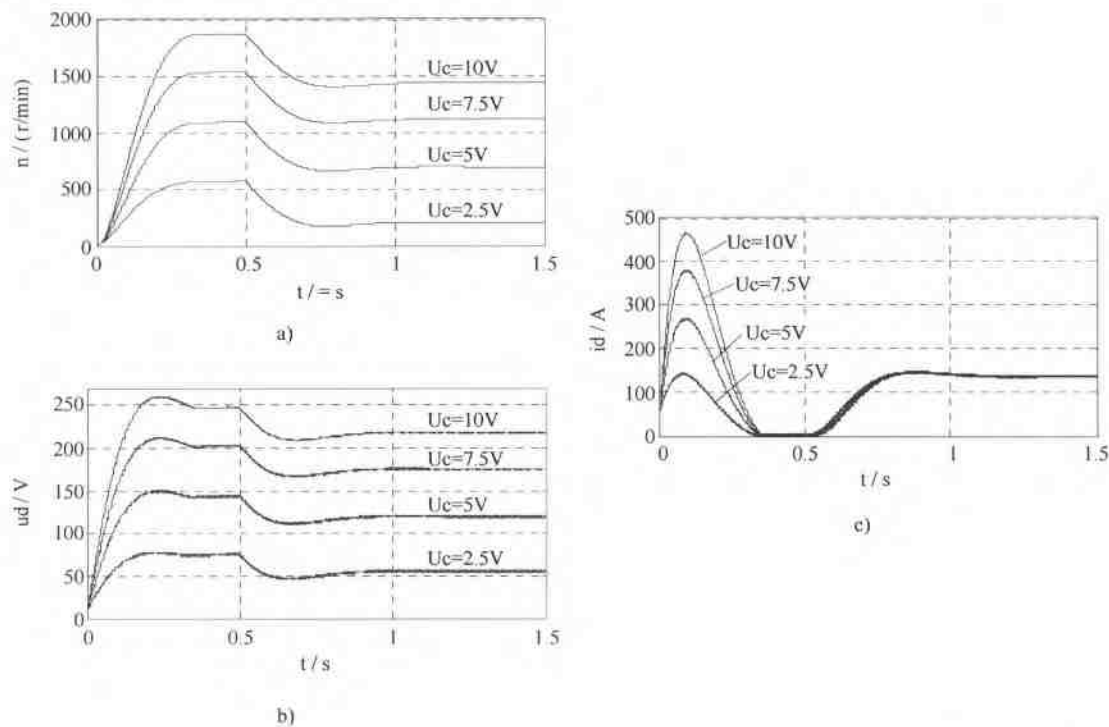 2000
1500
1000
500
0
n / (r/min)
Uc=10V
Uc=7.5V
Uc=5V
Uc=2.5V
0
0.5
1
1.5
t / = s
a)
250
200
150
100
50
0
ud / V
Uc=10V
Uc=7.5V
Uc=5V
Uc=2.5V
0
0.5
1
1 5
t / s
b)
500
400
300
200
100
0
id / A
Uc=10V
Uc=7.5V
Uc=5V
Uc=2.5V
0
0.5
1
1.5
t / s
c)